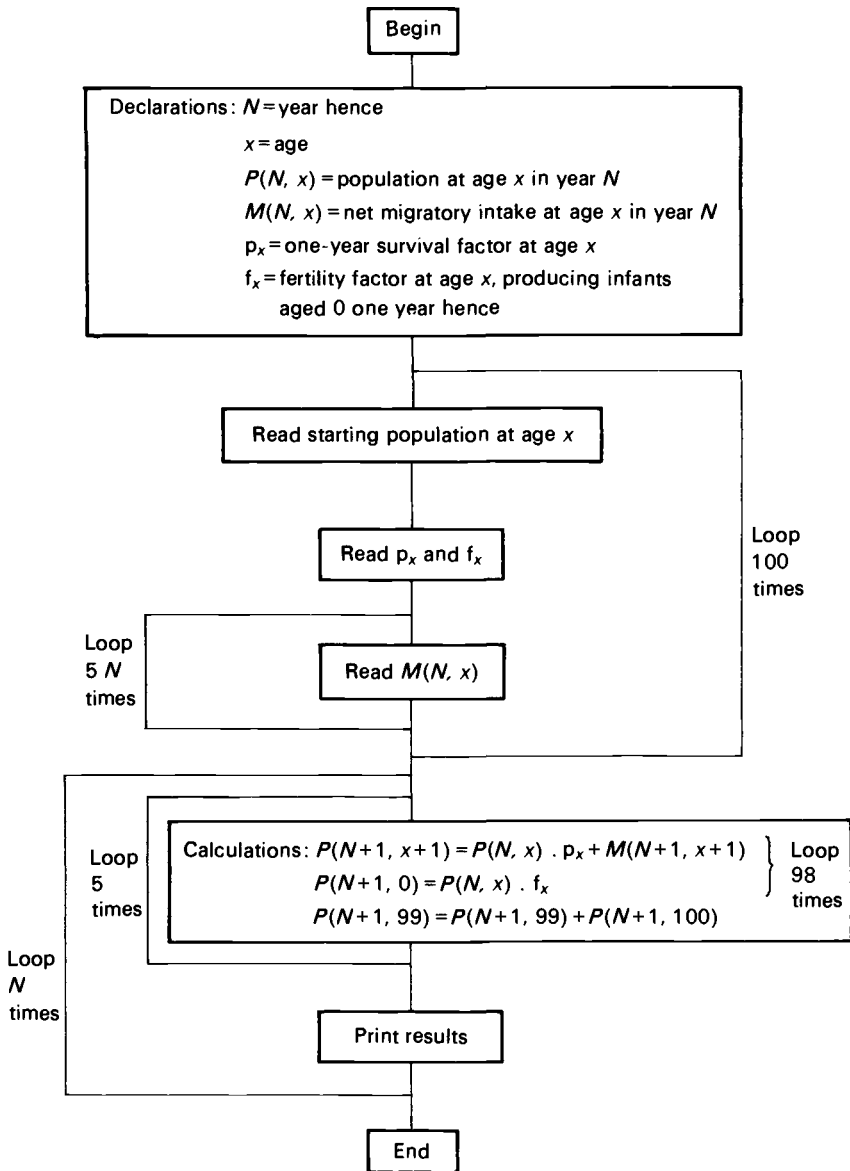 Begin
Declarations: N=year hence
x=age
P(N, x)=population at age x in year N
M(N, x)=net migratory intake at age x in year N
pₓ=one-year survival factor at age x
fₓ=fertility factor at age x, producing infants
aged 0 one year hence
Read starting population at age x
Read pₓ and fₓ
Loop
100
times
Loop
5 N
times
Read M(N, x)
Loop
5
times
Calculations: P(N+1, x+1)=P(N, x) . pₓ+M(N+1, x+1)
P(N+1, 0)=P(N, x) . fₓ
P(N+1, 99)=P(N+1, 99)+P(N+1, 100)
} Loop
98
times
Loop
N
times
Print results
End